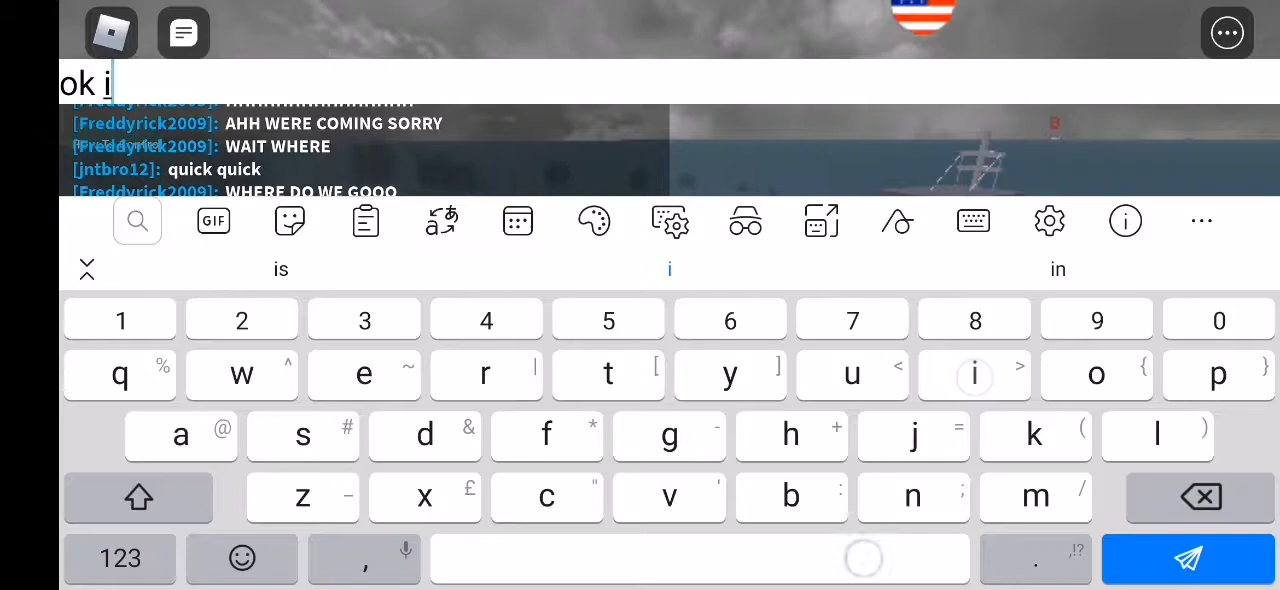 ok i
[Freddyrick2009]:
[Freddyrick2009]: AHH WERE COMING SORRY
[Freddyrick2009]: WAIT WHERE
[jntbro12]: quick quick
[Freddyrick2009]: WHERE DO WE GOOO
B
GIF
is i in
1 2 3 4 5 6 7 8 9 0
q % w ^ e ~ r | t [ y ] u < i > o { p }
a @ s # d & f * g - h + j = k ( l )
z _ x £ c " v ' b : n ; m /
123 , . ,!?